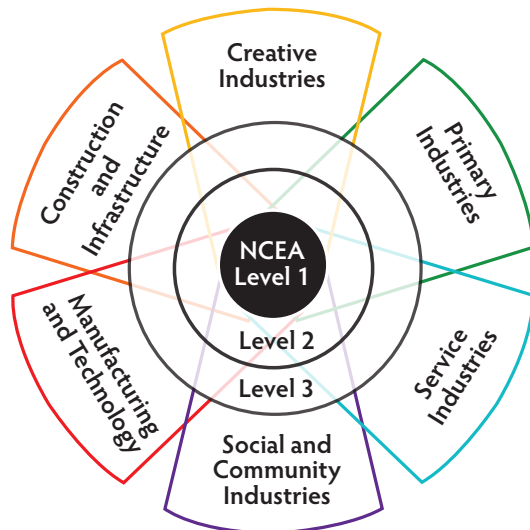 Creative
Industries
Primary
Industries
Service
Industries
Social and
Community
Industries
Manufacturing
and Technology
Construction
and
Infrastructure
NCEA
Level 1
Level 2
Level 3